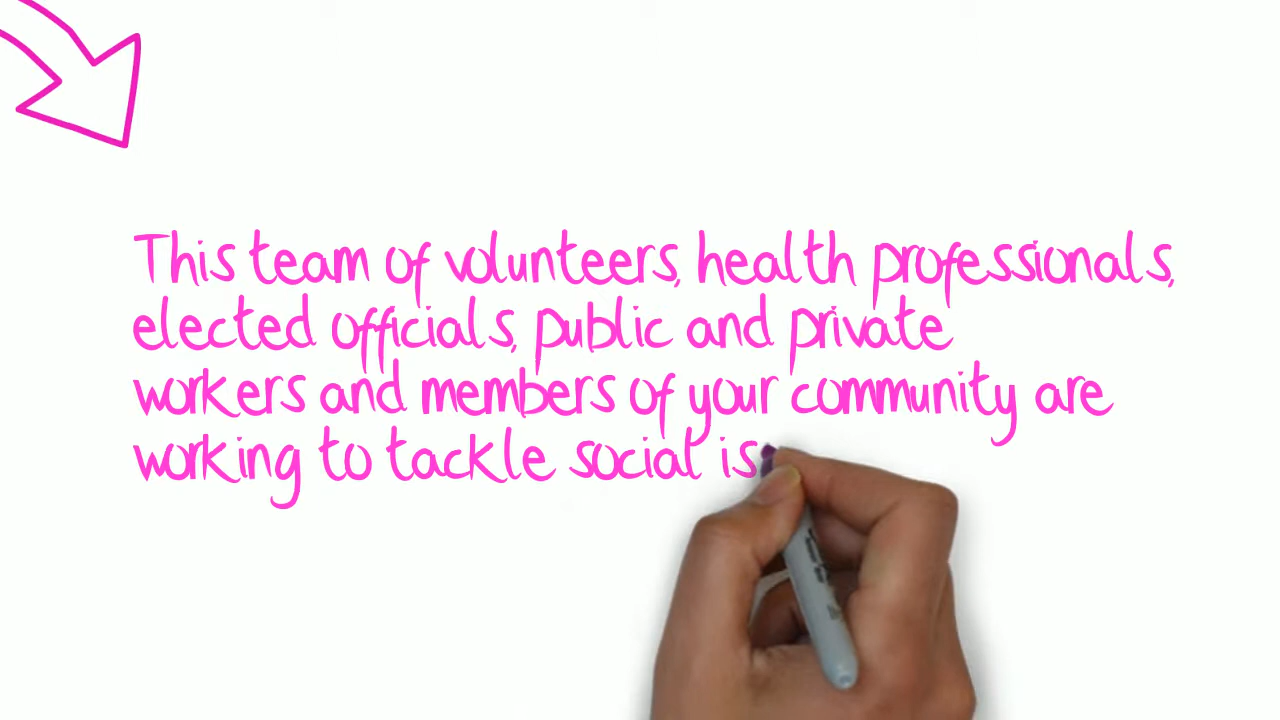 This team of volunteers, health professionals,
elected officials, public and private
workers and members of your community are
working to tackle social is